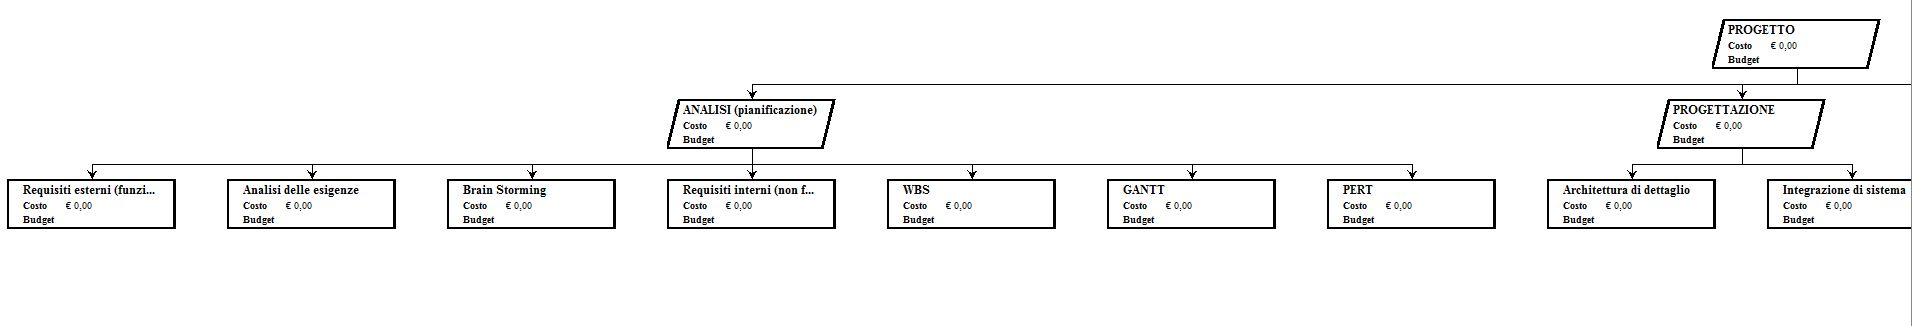 PROGETTO
Costo € 0,00
Budget
ANALISI (pianificazione)
Costo € 0,00
Budget
PROGETTAZIONE
Costo € 0,00
Budget
Requisiti esterni (funzi...
Costo € 0,00
Budget
Analisi delle esigenze
Costo € 0,00
Budget
Brain Storming
Costo € 0,00
Budget
Requisiti interni (non f...
Costo € 0,00
Budget
WBS
Costo € 0,00
Budget
GANTT
Costo € 0,00
Budget
PERT
Costo € 0,00
Budget
Architettura di dettaglio
Costo € 0,00
Budget
Integrazione di sistema
Costo € 0,00
Budget